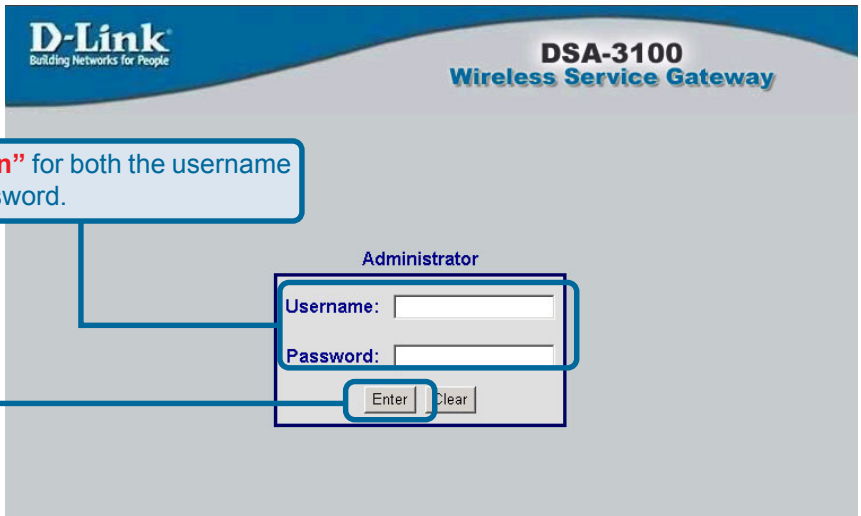 D-Link
Building Networks for People
DSA-3100
Wireless Service Gateway
n” for both the username
sword.
Administrator
Username:
Password:
Enter Clear